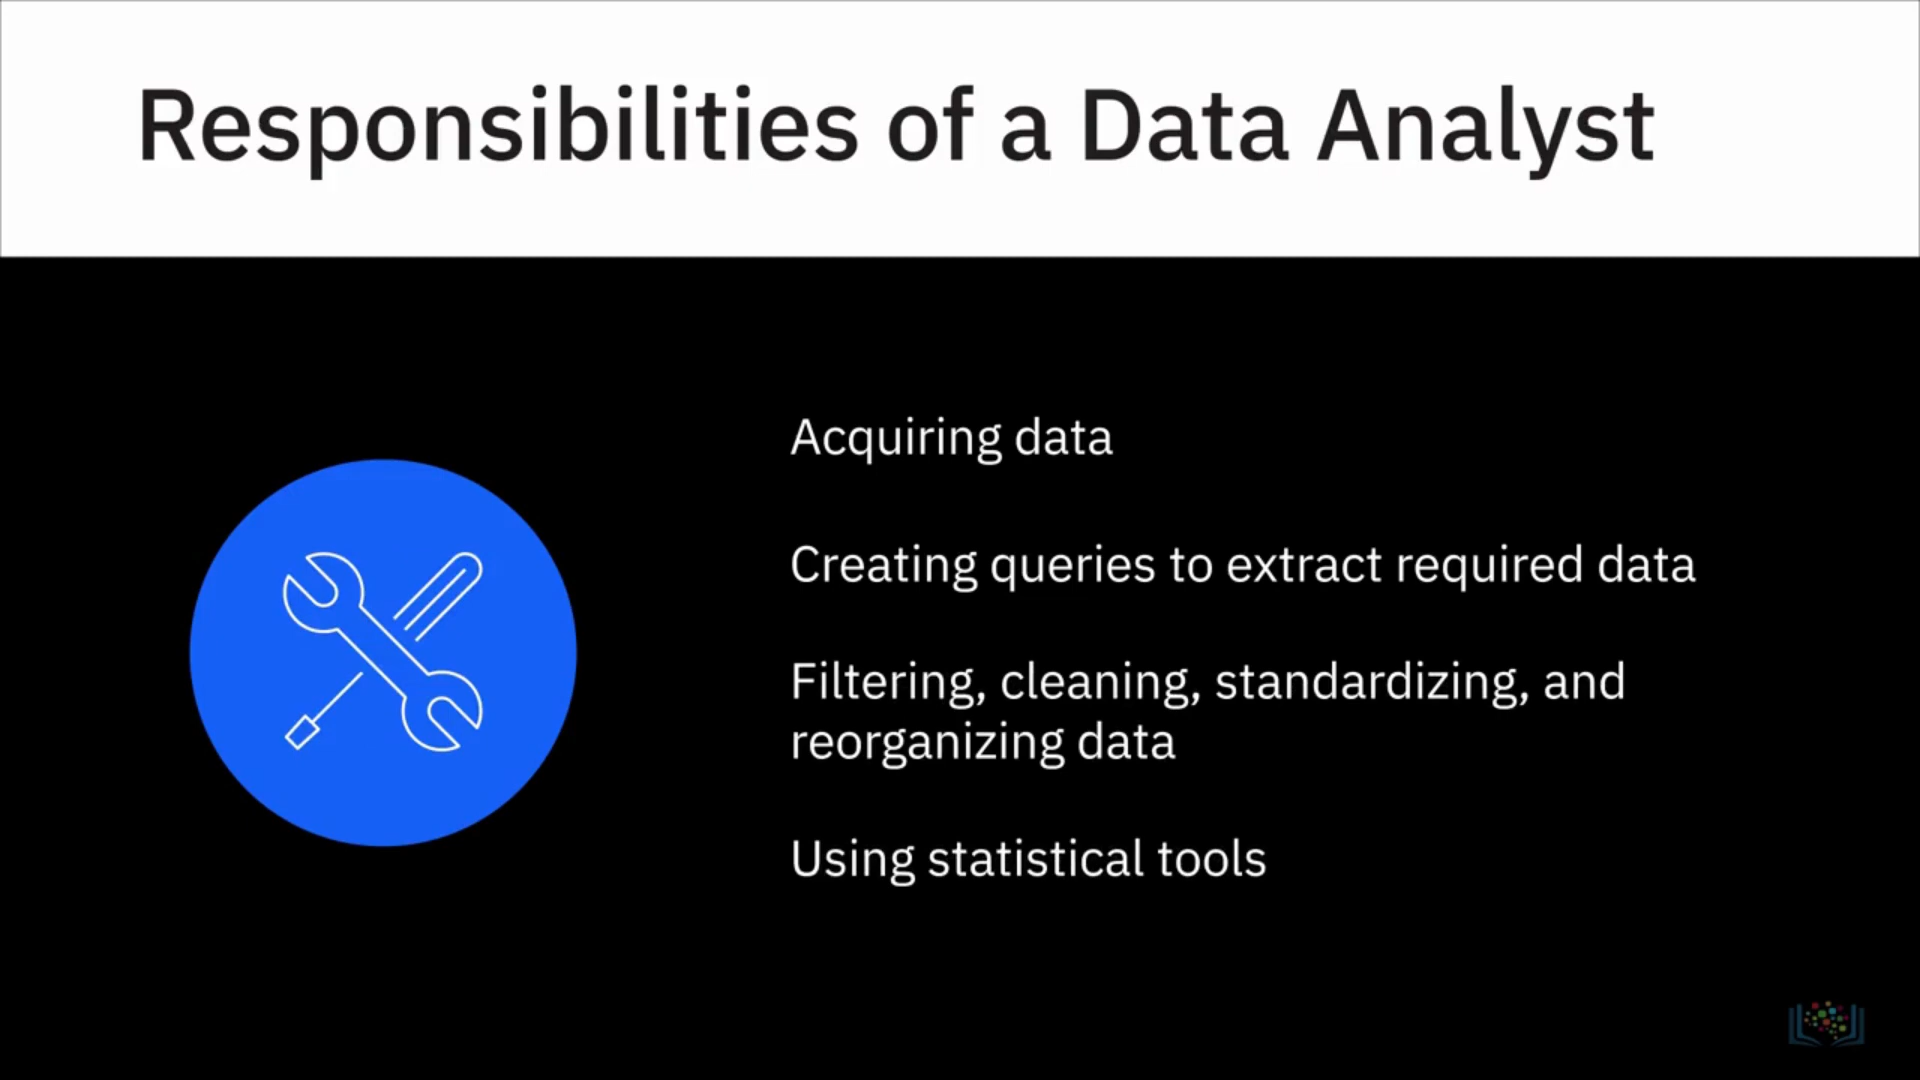 Responsibilities of a Data Analyst
Acquiring data
Creating queries to extract required data
Filtering, cleaning, standardizing, and
reorganizing data
Using statistical tools